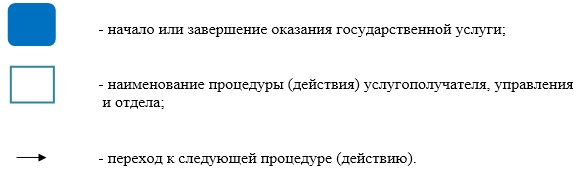 - начало или завершение оказания государственной услуги;
- наименование процедуры (действия) услугополучателя, управления
и отдела;
- переход к следующей процедуре (действию).